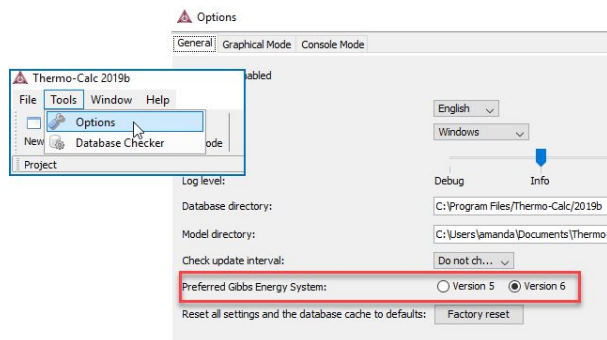 Options
General Graphical Mode Console Mode
Thermo-Calc 2019b
File Tools Window Help
Options
New Database Checker
Project
English
Windows
Log level: Debug Info
Database directory: C:\Program Files/Thermo-Calc/2019b
Model directory: C:\Users\amanda\Documents\Thermo-
Check update interval: Do not ch...
Preferred Gibbs Energy System: Version 5 Version 6
Reset all settings and the database cache to defaults: Factory reset